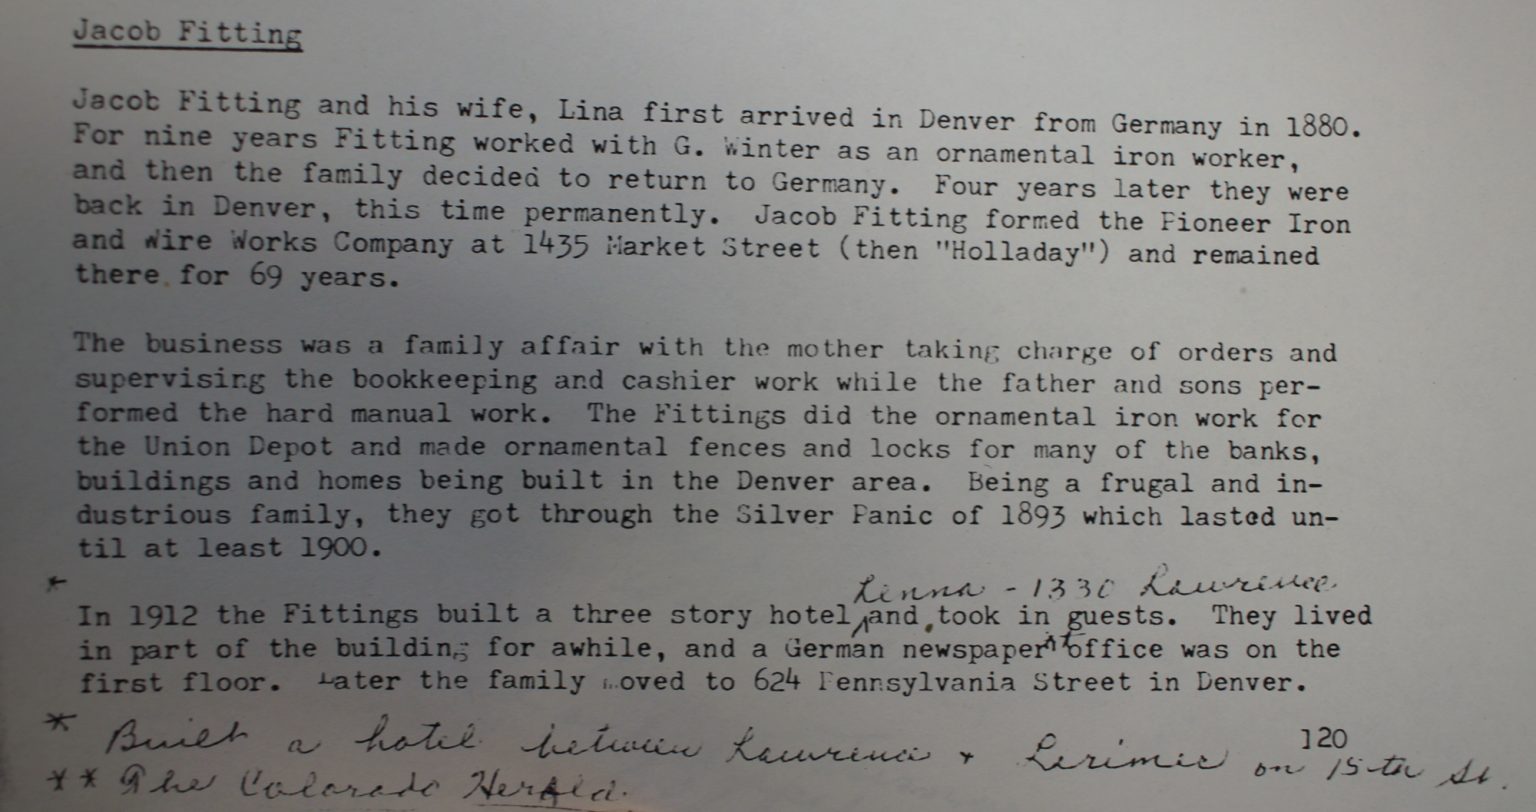 Jacob Fitting
Jacob Fitting and his wife, Lina first arrived in Denver from Germany in 1880.
For nine years Fitting worked with G. Winter as an ornamental iron worker,
and then the family decided to return to Germany. Four years later they were
back in Denver, this time permanently. Jacob Fitting formed the Pioneer Iron
and Wire Works Company at 1435 Market Street (then "Holladay") and remained
there for 69 years.
The business was a family affair with the mother taking charge of orders and
supervising the bookkeeping and cashier work while the father and sons per-
formed the hard manual work. The Fittings did the ornamental iron work for
the Union Depot and made ornamental fences and locks for many of the banks,
buildings and homes being built in the Denver area. Being a frugal and in-
dustrious family, they got through the Silver Panic of 1893 which lasted un-
til at least 1900.
* Linna - 1330 Lawrence
In 1912 the Fittings built a three story hotel and took in guests. They lived
in part of the building for awhile, and a German newspaper ** office was on the
first floor. Later the family moved to 624 Pennsylvania Street in Denver.
* Built a hotel between Lawrence + Lerimie on 15th St.
120
** The Colorado Herald.